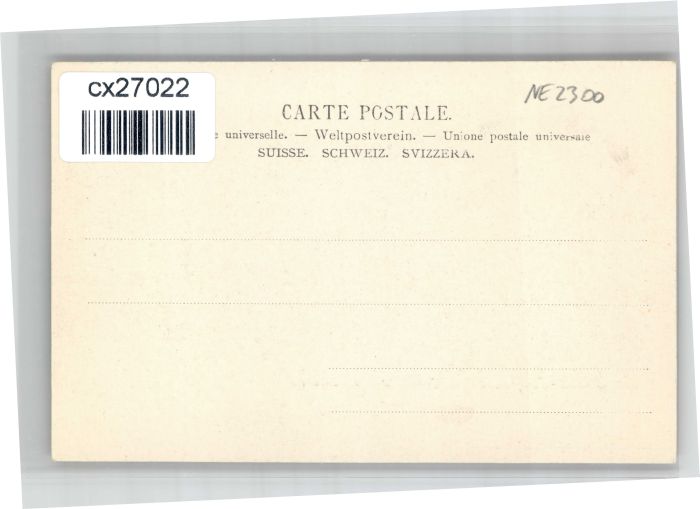 cx27022
NE2300
CARTE POSTALE.
e universelle. — Weltpostverein. — Unione postale universale
SUISSE. SCHWEIZ. SVIZZERA.